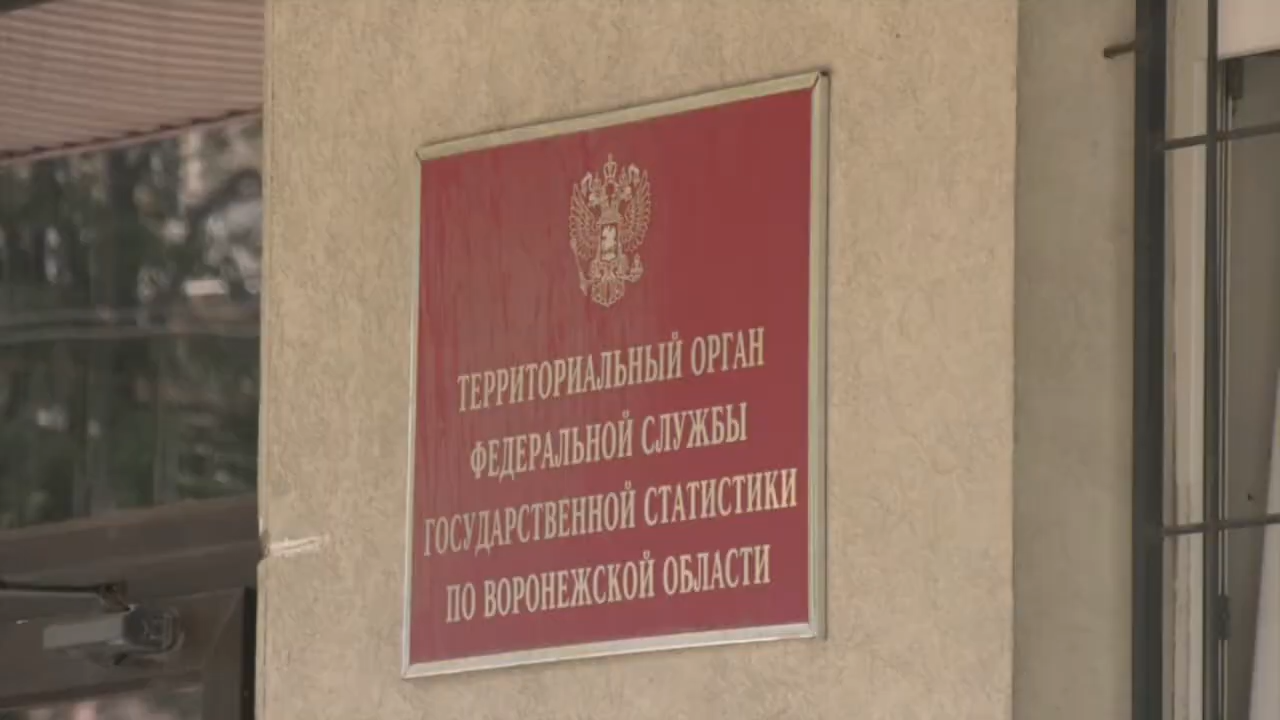 ТЕРРИТОРИАЛЬНЫЙ ОРГАН
ФЕДЕРАЛЬНОЙ СЛУЖБЫ
ГОСУДАРСТВЕННОЙ СТАТИСТИКИ
ПО ВОРОНЕЖСКОЙ ОБЛАСТИ